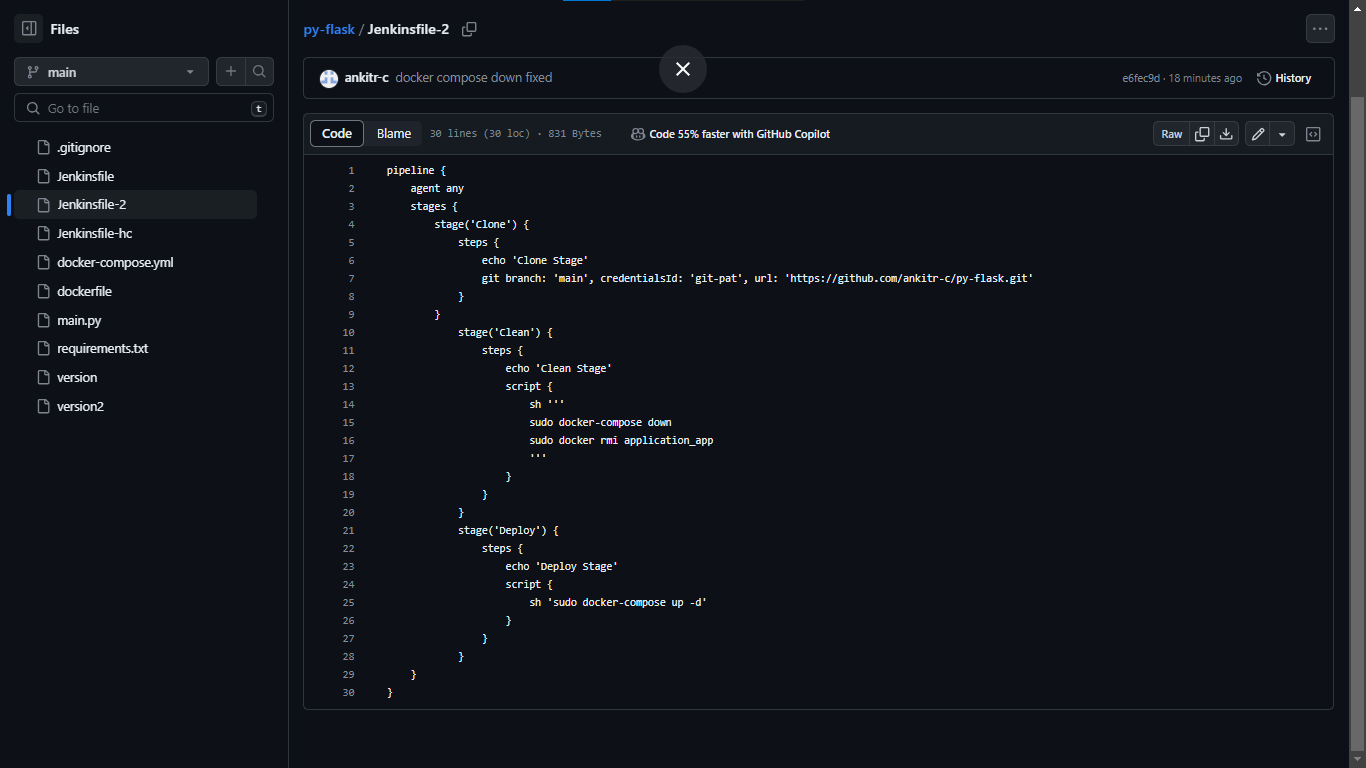 Files
py-flask / Jenkinsfile-2
main
ankitr-c docker compose down fixed
e6fec9d · 18 minutes ago
History
Go to file
t
Code
Blame
30 lines (30 loc) · 831 Bytes
Code 55% faster with GitHub Copilot
Raw
.gitignore
Jenkinsfile
Jenkinsfile-2
Jenkinsfile-hc
docker-compose.yml
dockerfile
main.py
requirements.txt
version
version2
1 pipeline {
2 agent any
3 stages {
4 stage('Clone') {
5 steps {
6 echo 'Clone Stage'
7 git branch: 'main', credentialsId: 'git-pat', url: 'https://github.com/ankitr-c/py-flask.git'
8 }
9 }
10 stage('Clean') {
11 steps {
12 echo 'Clean Stage'
13 script {
14 sh '''
15 sudo docker-compose down
16 sudo docker rmi application_app
17 '''
18 }
19 }
20 }
21 stage('Deploy') {
22 steps {
23 echo 'Deploy Stage'
24 script {
25 sh 'sudo docker-compose up -d'
26 }
27 }
28 }
29 }
30 }